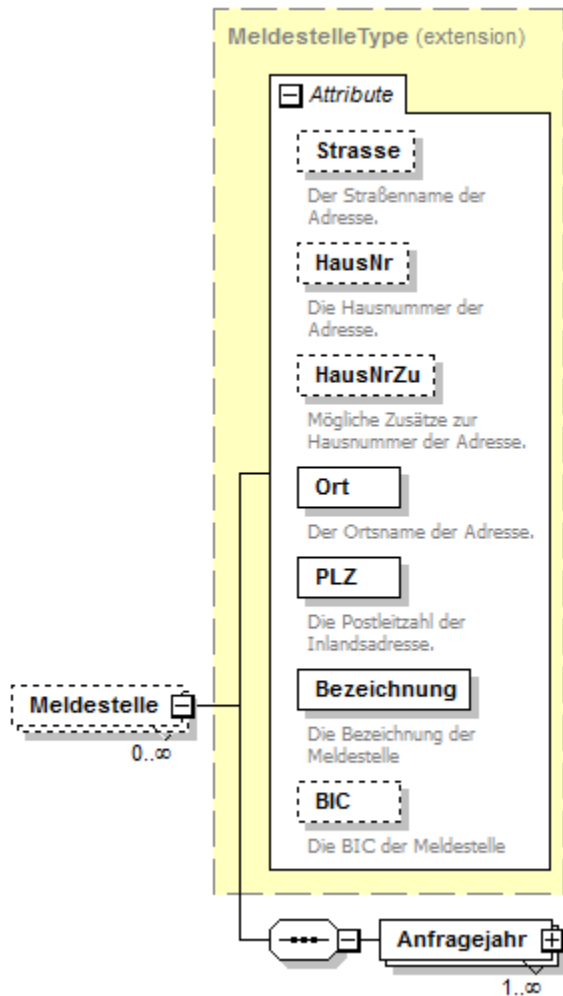 MeldestelleType (extension)
Attribute
Strasse
Der Straßenname der
Adresse.
HausNr
Die Hausnummer der
Adresse.
HausNrZu
Mögliche Zusätze zur
Hausnummer der Adresse.
Ort
Der Ortsname der Adresse.
PLZ
Die Postleitzahl der
Inlandsadresse.
Bezeichnung
Die Bezeichnung der
Meldestelle
BIC
Die BIC der Meldestelle
Meldestelle
0..∞
Anfragejahr
1..∞